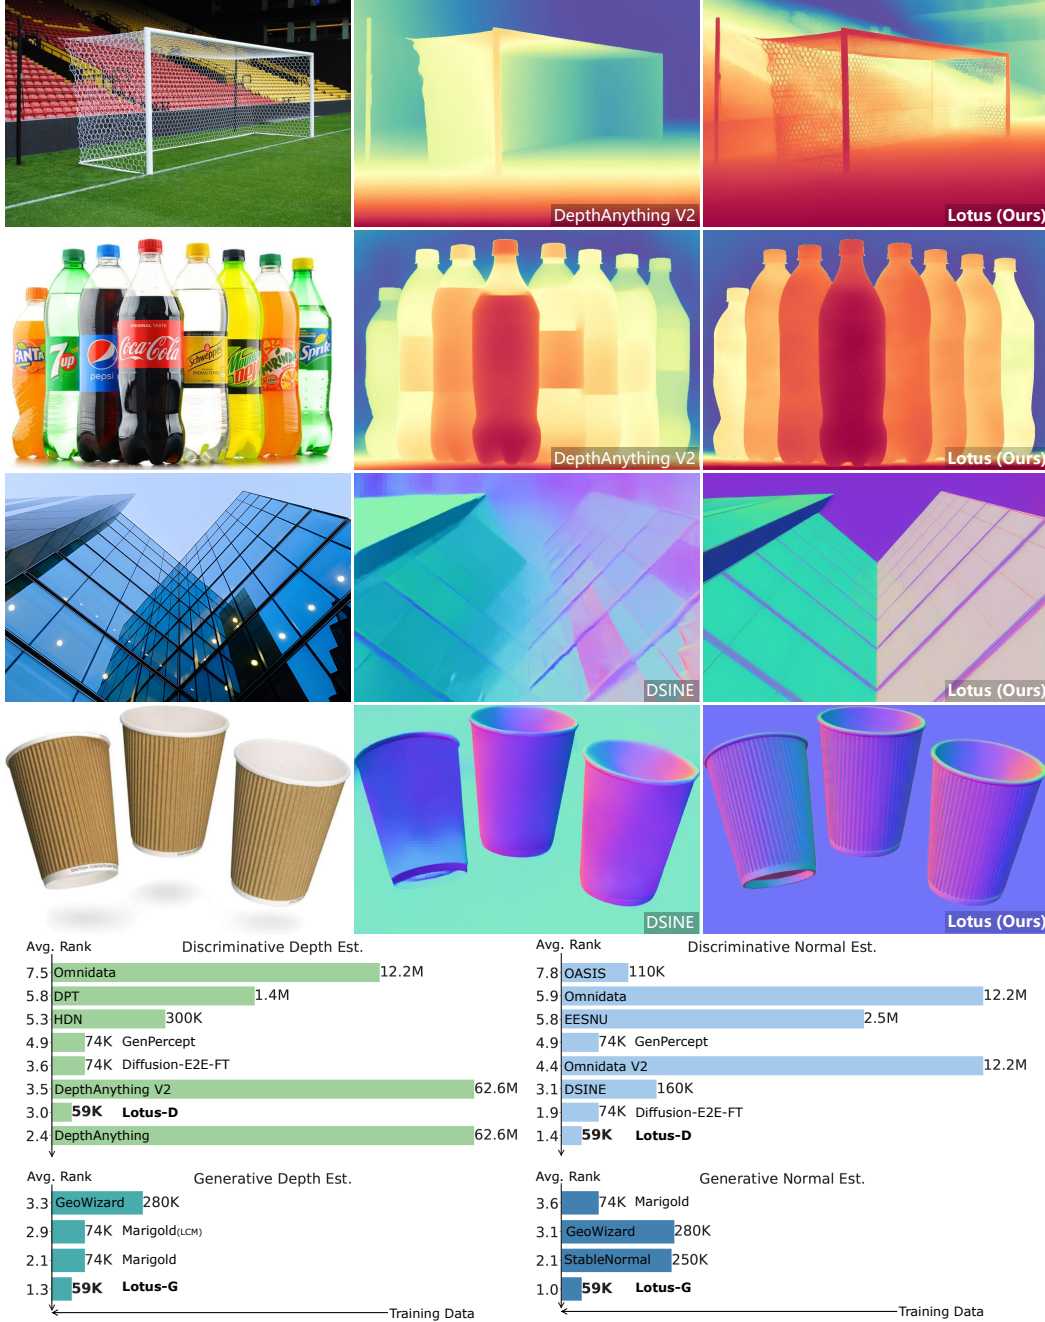 DepthAnything V2
Lotus (Ours)
FANTA
7up
pepsi
ORIGINAL TASTE
Coca-Cola
Schweppes
INDIAN TONIC
Mountain
Dew
MIRINDA
Sprite
DepthAnything V2
Lotus (Ours)
DSINE
Lotus (Ours)
DSINE
Lotus (Ours)
Avg. Rank Discriminative Depth Est.
7.5 Omnidata 12.2M
5.8 DPT 1.4M
5.3 HDN 300K
4.9 74K GenPercept
3.6 74K Diffusion-E2E-FT
3.5 DepthAnything V2 62.6M
3.0 59K Lotus-D
2.4 DepthAnything 62.6M
Avg. Rank Discriminative Normal Est.
7.8 OASIS 110K
5.9 Omnidata 12.2M
5.8 EESNU 2.5M
4.9 74K GenPercept
4.4 Omnidata V2 12.2M
3.1 DSINE 160K
1.9 74K Diffusion-E2E-FT
1.4 59K Lotus-D
Avg. Rank Generative Depth Est.
3.3 GeoWizard 280K
2.9 74K Marigold(LCM)
2.1 74K Marigold
1.3 59K Lotus-G
Training Data
Avg. Rank Generative Normal Est.
3.6 74K Marigold
3.1 GeoWizard 280K
2.1 StableNormal 250K
1.0 59K Lotus-G
Training Data